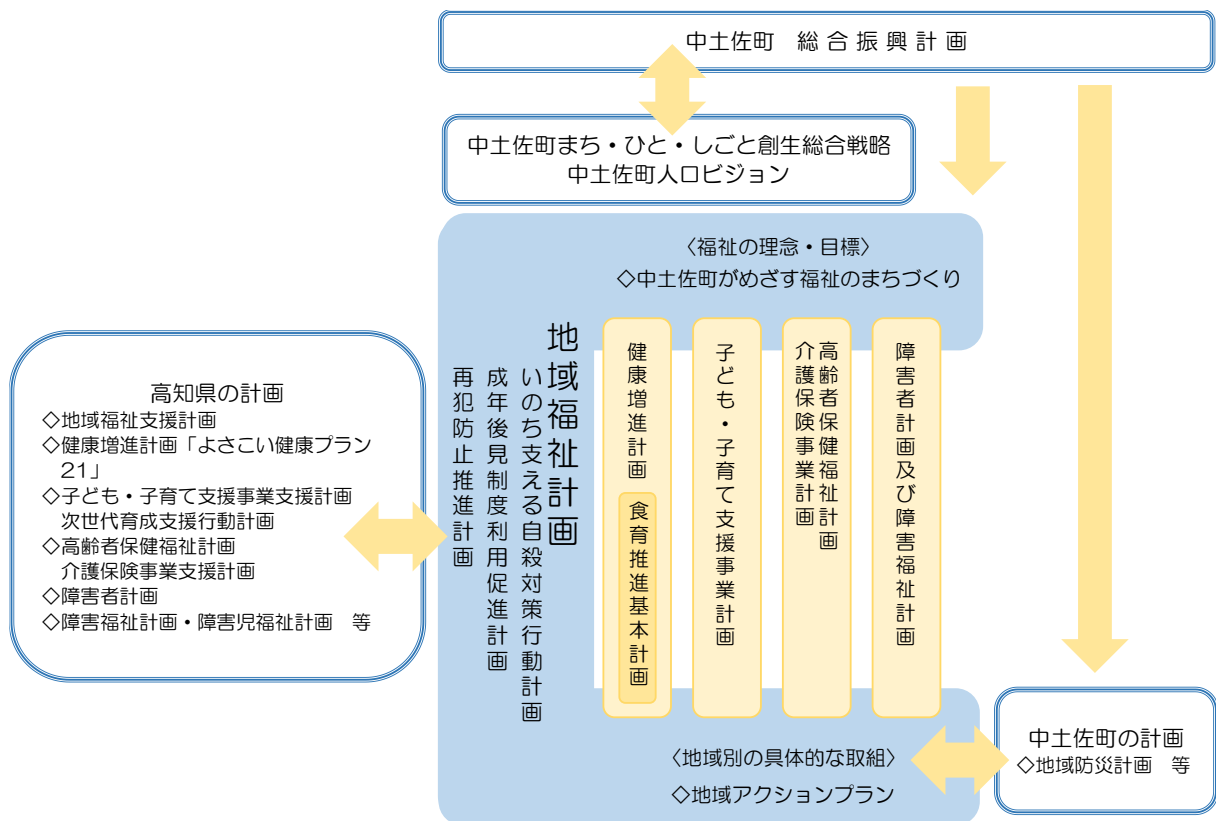 中土佐町　総 合 振 興 計 画
中土佐町まち・ひと・しごと創生総合戦略
中土佐町人口ビジョン
〈福祉の理念・目標〉
◇中土佐町がめざす福祉のまちづくり
高知県の計画
◇地域福祉支援計画
◇健康増進計画「よさこい健康プラン
21」
◇子ども・子育て支援事業支援計画
次世代育成支援行動計画
◇高齢者保健福祉計画
介護保険事業支援計画
◇障害者計画
◇障害福祉計画・障害児福祉計画　等
地域福祉計画
いのち支える自殺対策行動計画
成年後見制度利用促進計画
再犯防止推進計画
健康増進計画
食育推進基本計画
子ども・子育て支援事業計画
高齢者保健福祉計画
介護保険事業計画
障害者計画及び障害福祉計画
〈地域別の具体的な取組〉
◇地域アクションプラン
中土佐町の計画
◇地域防災計画　等